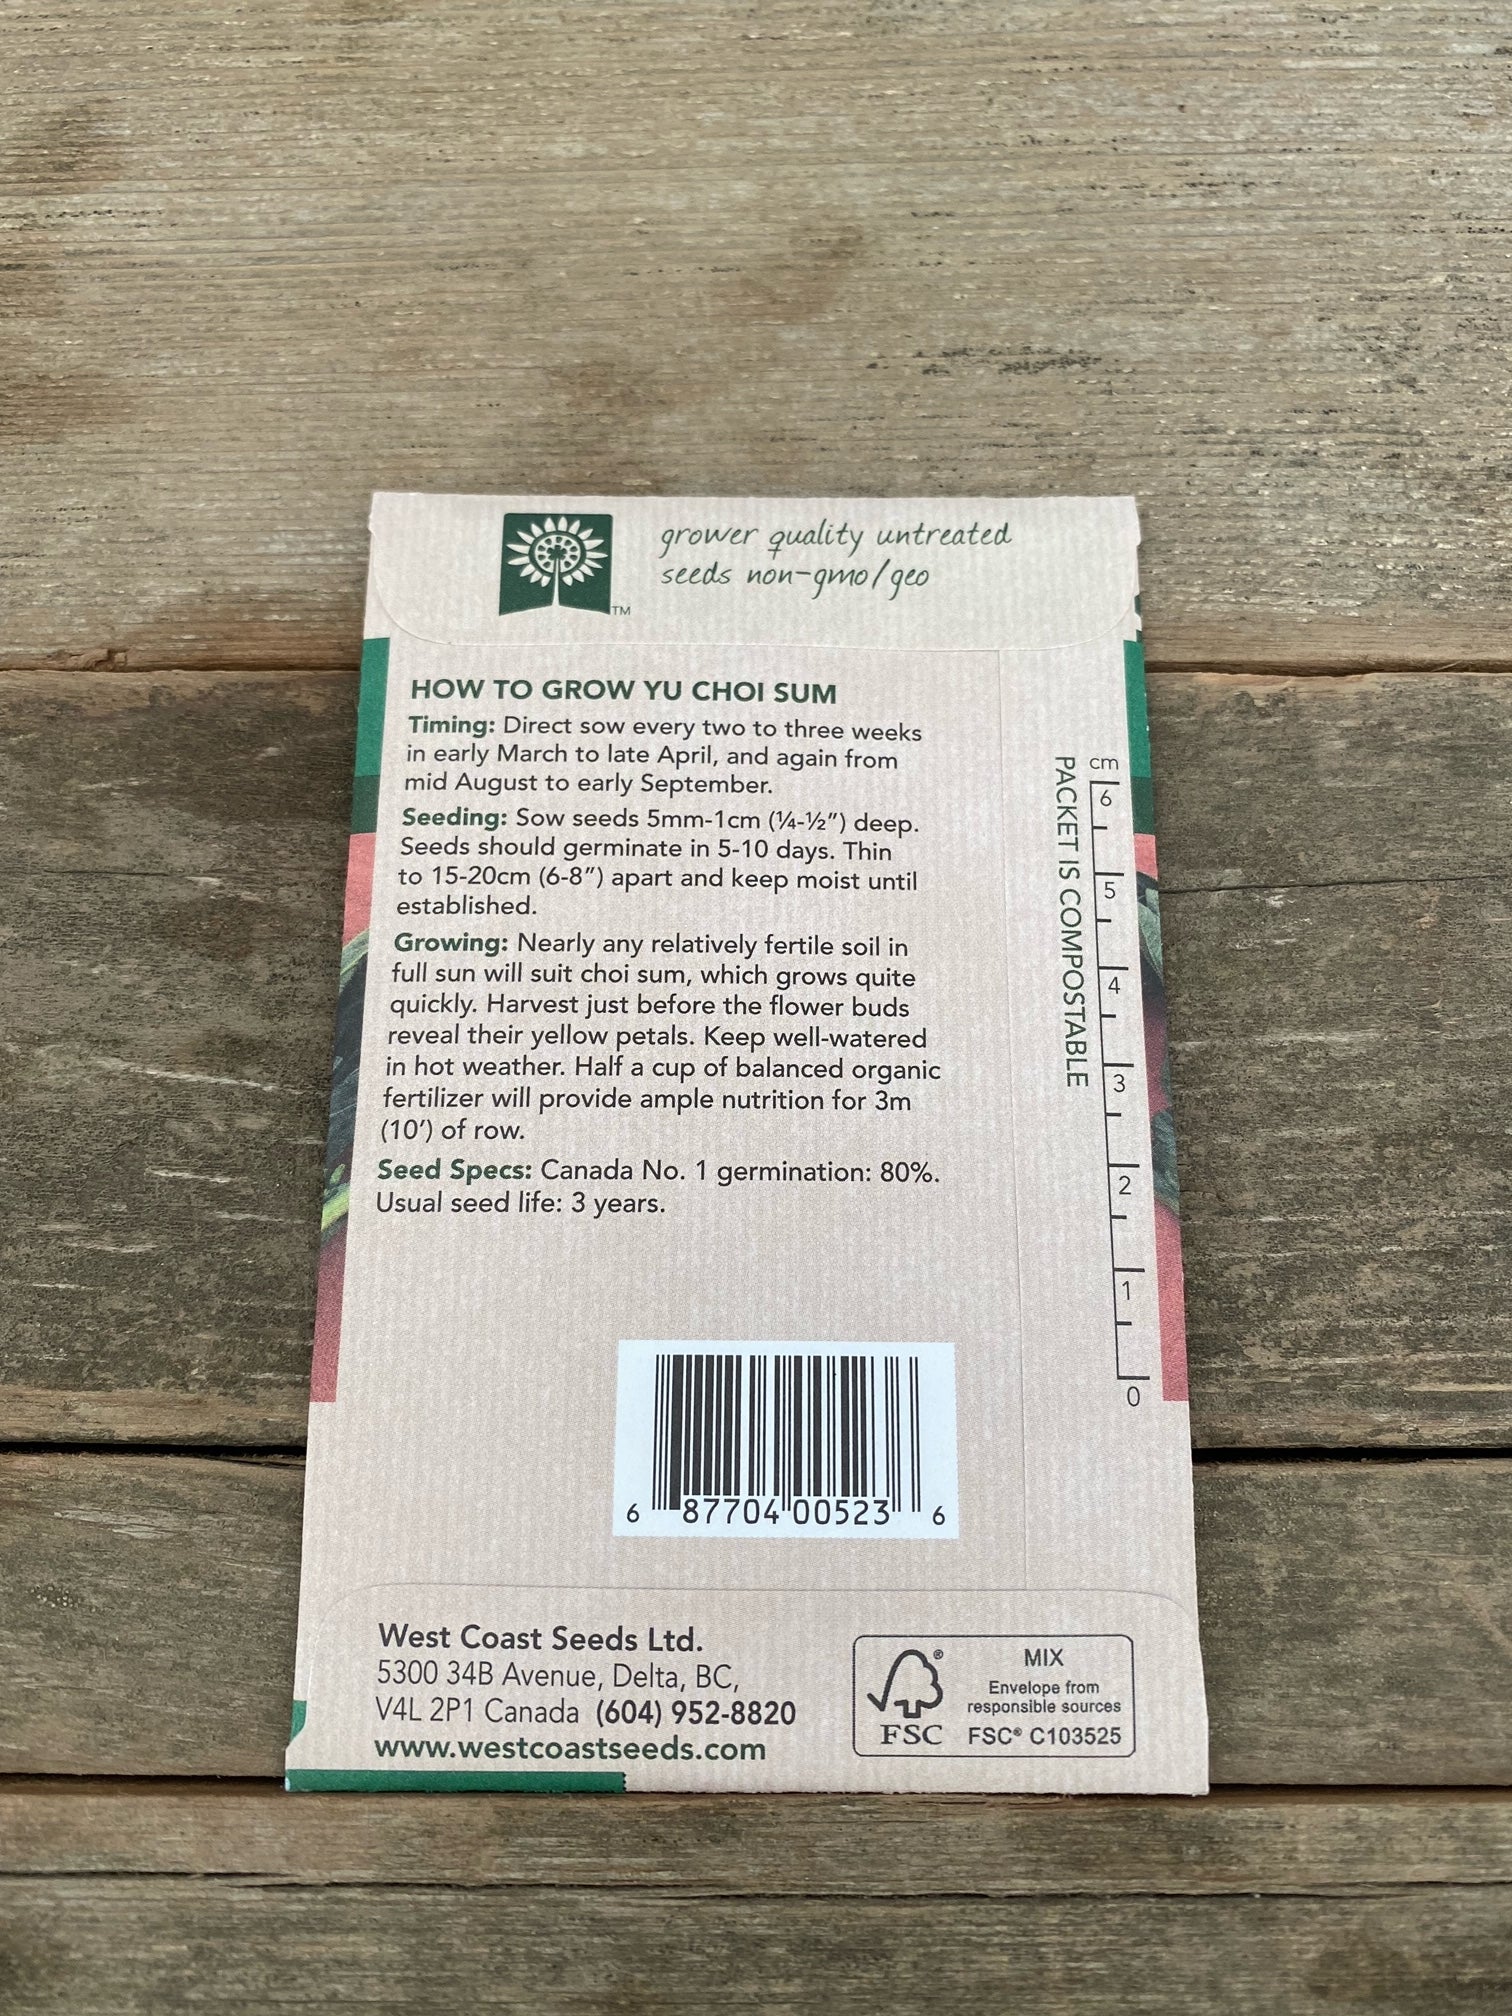 grower quality untreated
seeds non-gmo/geo
TM
HOW TO GROW YU CHOI SUM
Timing: Direct sow every two to three weeks
in early March to late April, and again from
mid August to early September.
Seeding: Sow seeds 5mm-1cm (¼-½”) deep.
Seeds should germinate in 5-10 days. Thin
to 15-20cm (6-8”) apart and keep moist until
established.
Growing: Nearly any relatively fertile soil in
full sun will suit choi sum, which grows quite
quickly. Harvest just before the flower buds
reveal their yellow petals. Keep well-watered
in hot weather. Half a cup of balanced organic
fertilizer will provide ample nutrition for 3m
(10’) of row.
Seed Specs: Canada No. 1 germination: 80%.
Usual seed life: 3 years.
PACKET IS COMPOSTABLE
cm
6
5
4
3
2
1
0
6 87704 00523 6
West Coast Seeds Ltd.
5300 34B Avenue, Delta, BC,
V4L 2P1 Canada (604) 952-8820
www.westcoastseeds.com
®
FSC
MIX
Envelope from
responsible sources
FSC® C103525